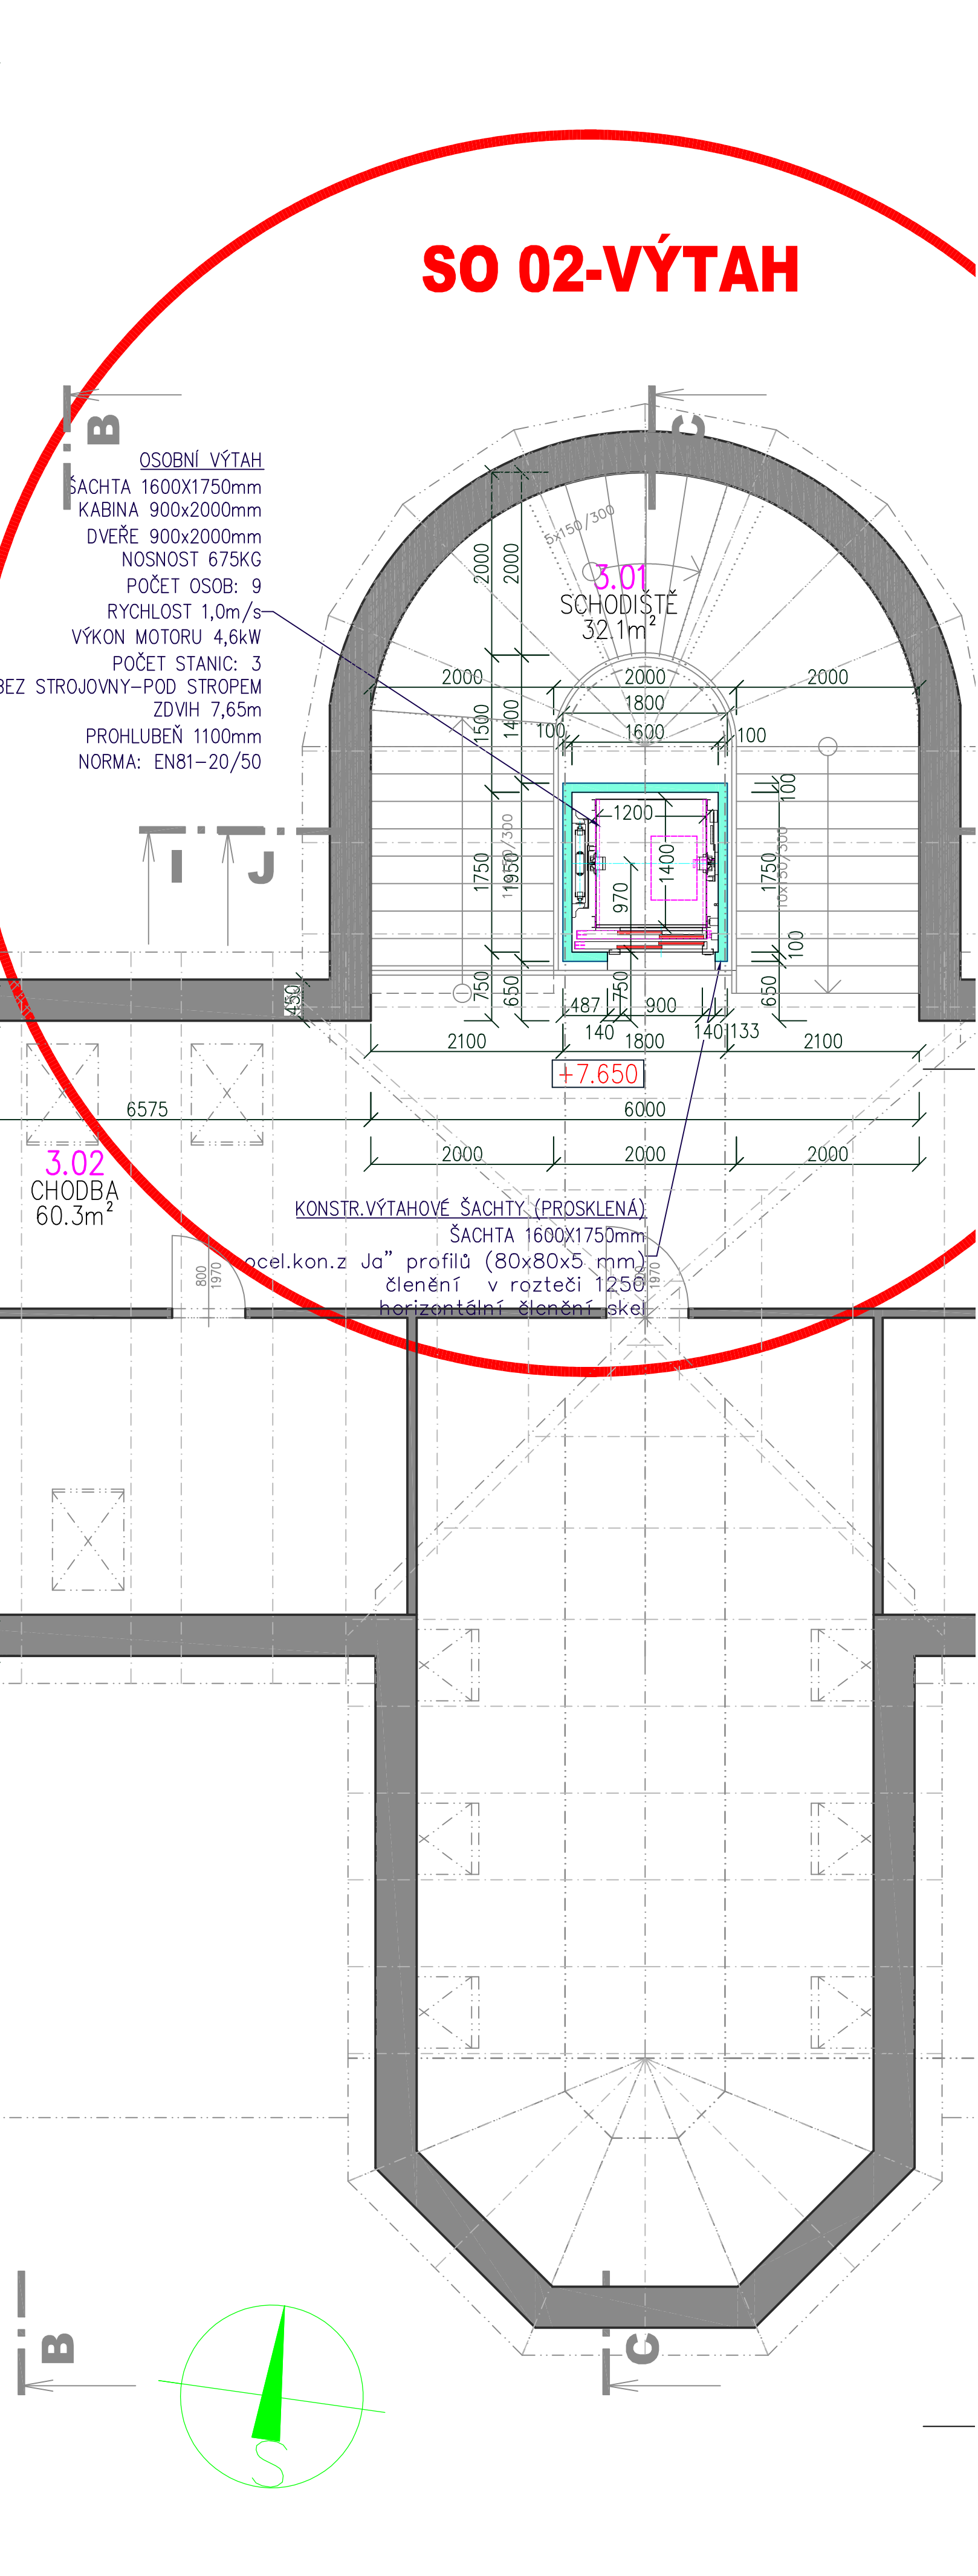 SO 02-VÝTAH
B
C
OSOBNÍ VÝTAH
ŠACHTA 1600X1750mm
KABINA 900x2000mm
DVEŘE 900x2000mm
NOSNOST 675KG
POČET OSOB: 9
RYCHLOST 1,0m/s
VÝKON MOTORU 4,6kW
POČET STANIC: 3
BEZ STROJOVNY-POD STROPEM
ZDVIH 7,65m
PROHLUBEŇ 1100mm
NORMA: EN81-20/50
5x150/300
3.01
SCHODIŠTĚ
32.1m²
2000
2000
2000
2000
2000
1800
1500
1400
100
1600
100
100
1200
1750
1950
1400
970
1750
10x150/300
I
J
100
750
650
750
650
450
487
900
140
140
133
2100
1800
2100
+7.650
6575
6000
2000
2000
2000
3.02
CHODBA
60.3m²
KONSTR.VÝTAHOVÉ ŠACHTY (PROSKLENÁ)
ŠACHTA 1600X1750mm
ocel.kon.z Ja" profilů (80x80x5 mm)
členění v rozteči 1250
horizontální členění skel
800
1970
1970
B
C
S